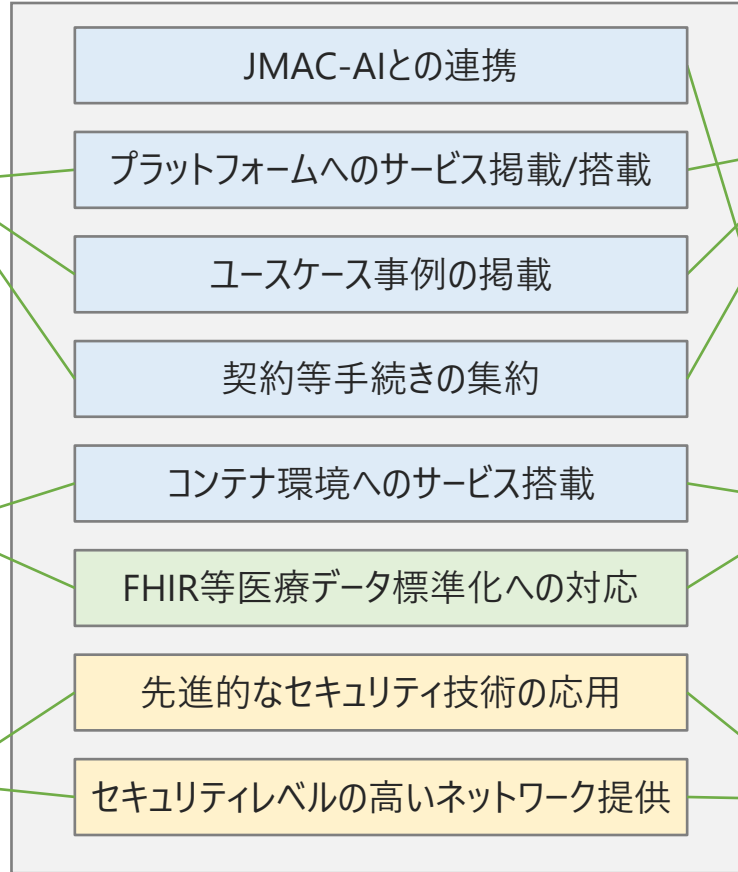 JMAC-AIとの連携
プラットフォームへのサービス掲載/搭載
ユースケース事例の掲載
契約等手続きの集約
コンテナ環境へのサービス搭載
FHIR等医療データ標準化への対応
先進的なセキュリティ技術の応用
セキュリティレベルの高いネットワーク提供